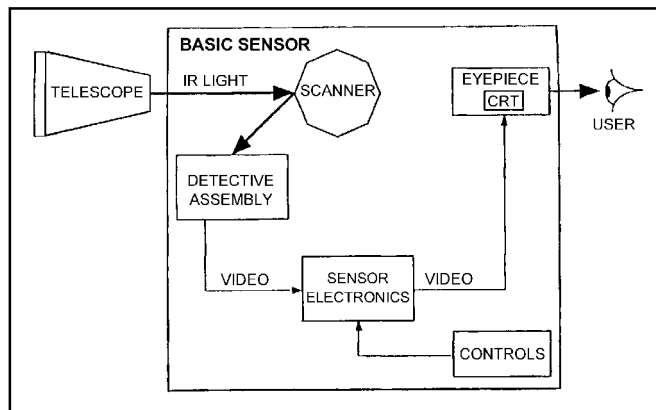 BASIC SENSOR
TELESCOPE
IR LIGHT
SCANNER
EYEPIECE
CRT
USER
DETECTIVE
ASSEMBLY
VIDEO
SENSOR
ELECTRONICS
VIDEO
CONTROLS